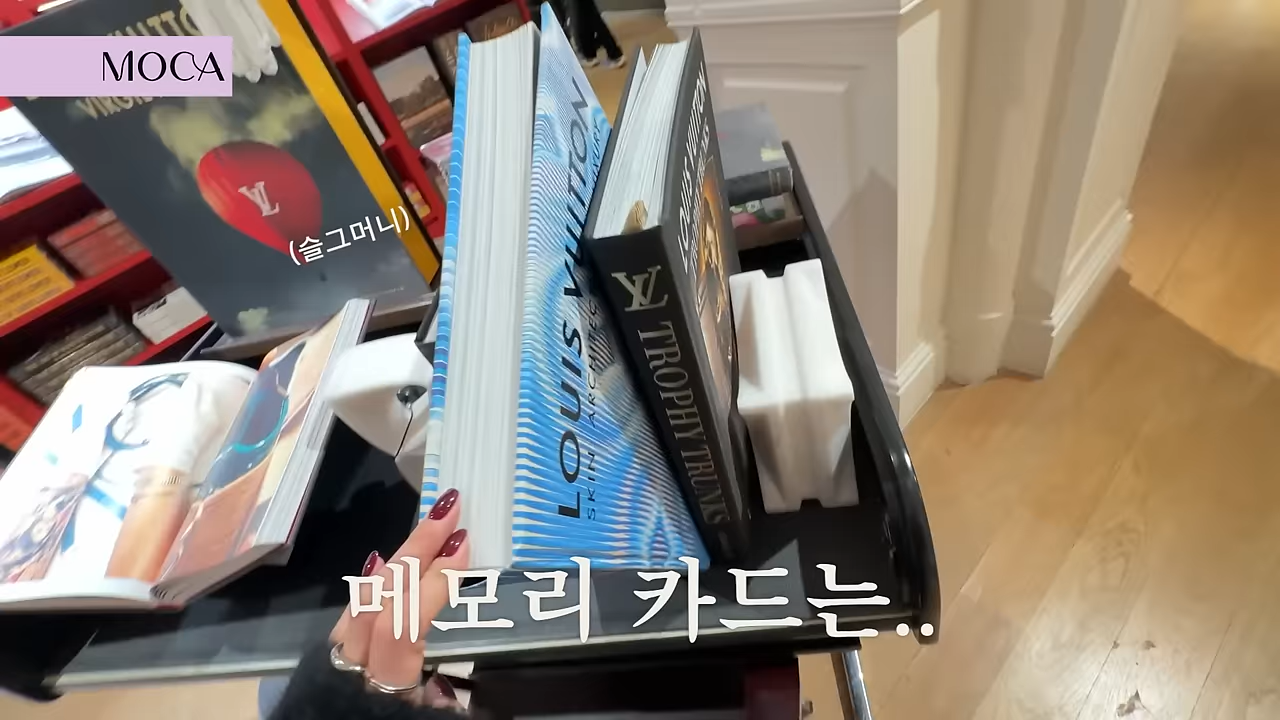 MOCA
LV
(슬그머니)
LOUIS VUITTON
SKIN
LOUIS VUITTON
LV
TROPHY TRUNKS
메모리 카드는..